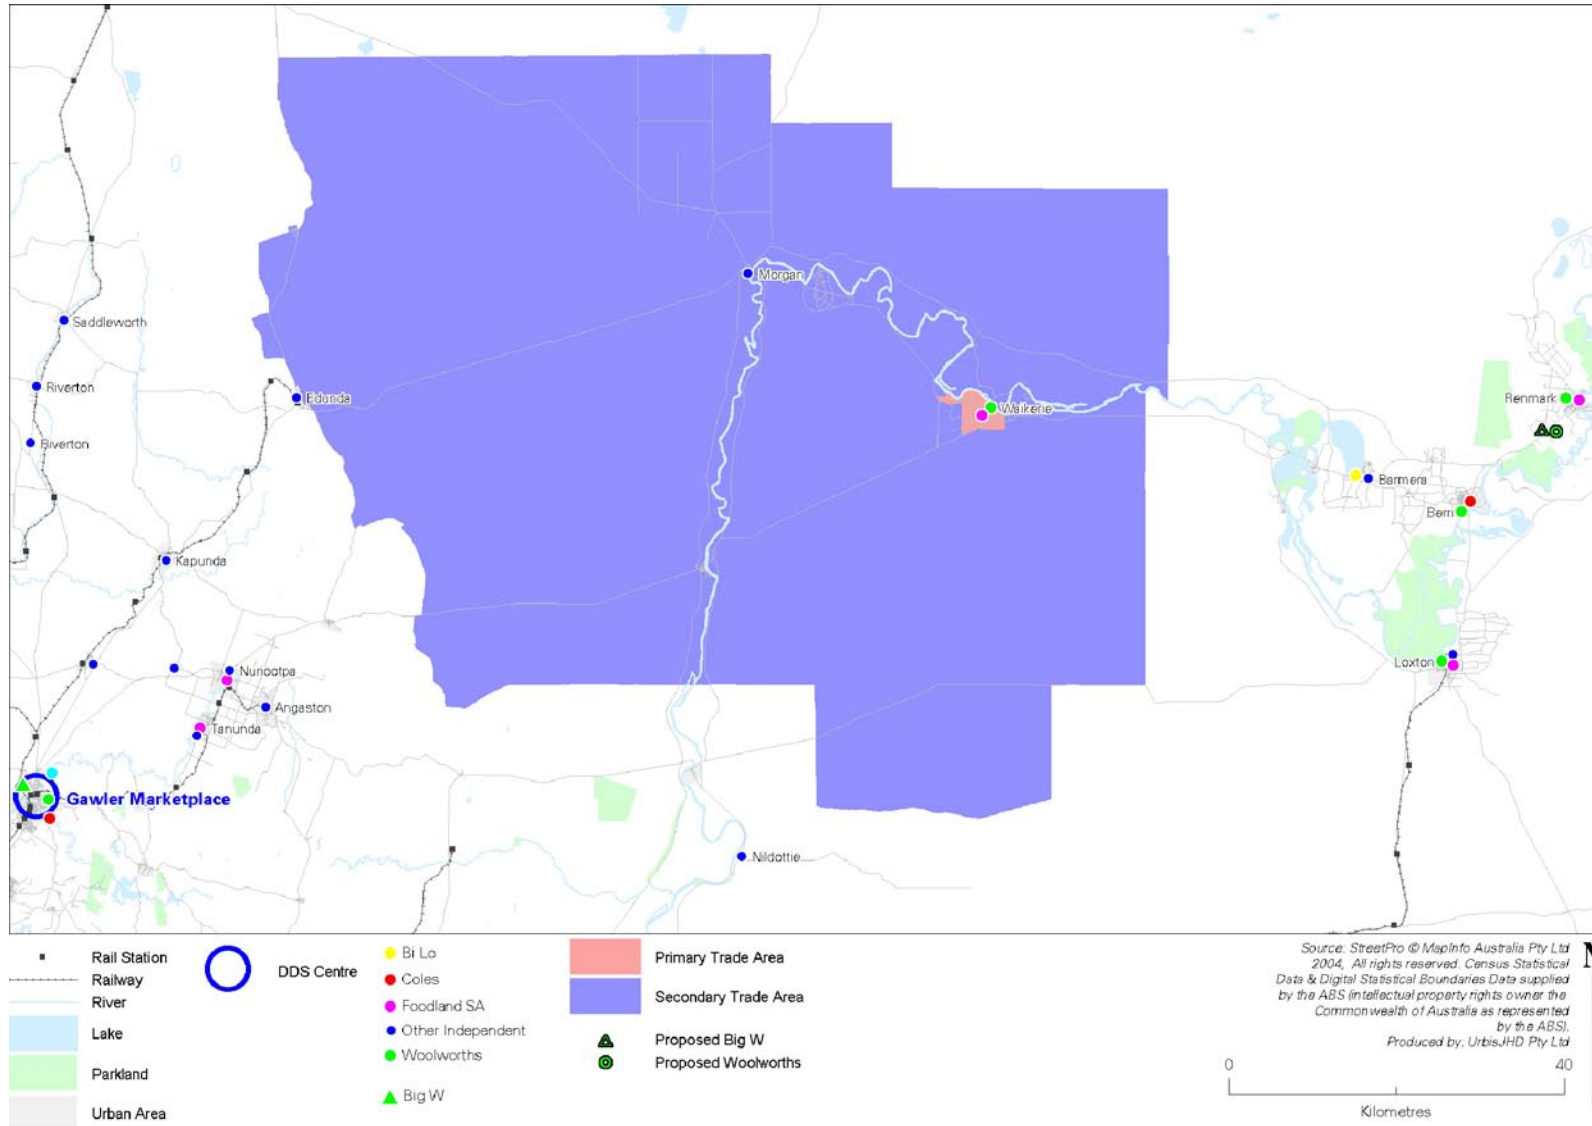 Morgan
Saddleworth
Riverton
Edunda
Waikerie
Renmark
Riverton
Barmera
Berri
Kapunda
Loxton
Nuriootpa
Angaston
Tanunda
Gawler Marketplace
Nildottie
Rail Station
Railway
River
Lake
Parkland
Urban Area
DDS Centre
Bi Lo
Coles
Foodland SA
Other Independent
Woolworths
Big W
Primary Trade Area
Secondary Trade Area
Proposed Big W
Proposed Woolworths
Source: StreetPro © MapInfo Australia Pty Ltd
2004, All rights reserved. Census Statistical
Data & Digital Statistical Boundaries Data supplied
by the ABS (intellectual property rights owner the
Commonwealth of Australia as represented
by the ABS).
Produced by: UrbisJHD Pty Ltd
0 40
Kilometres